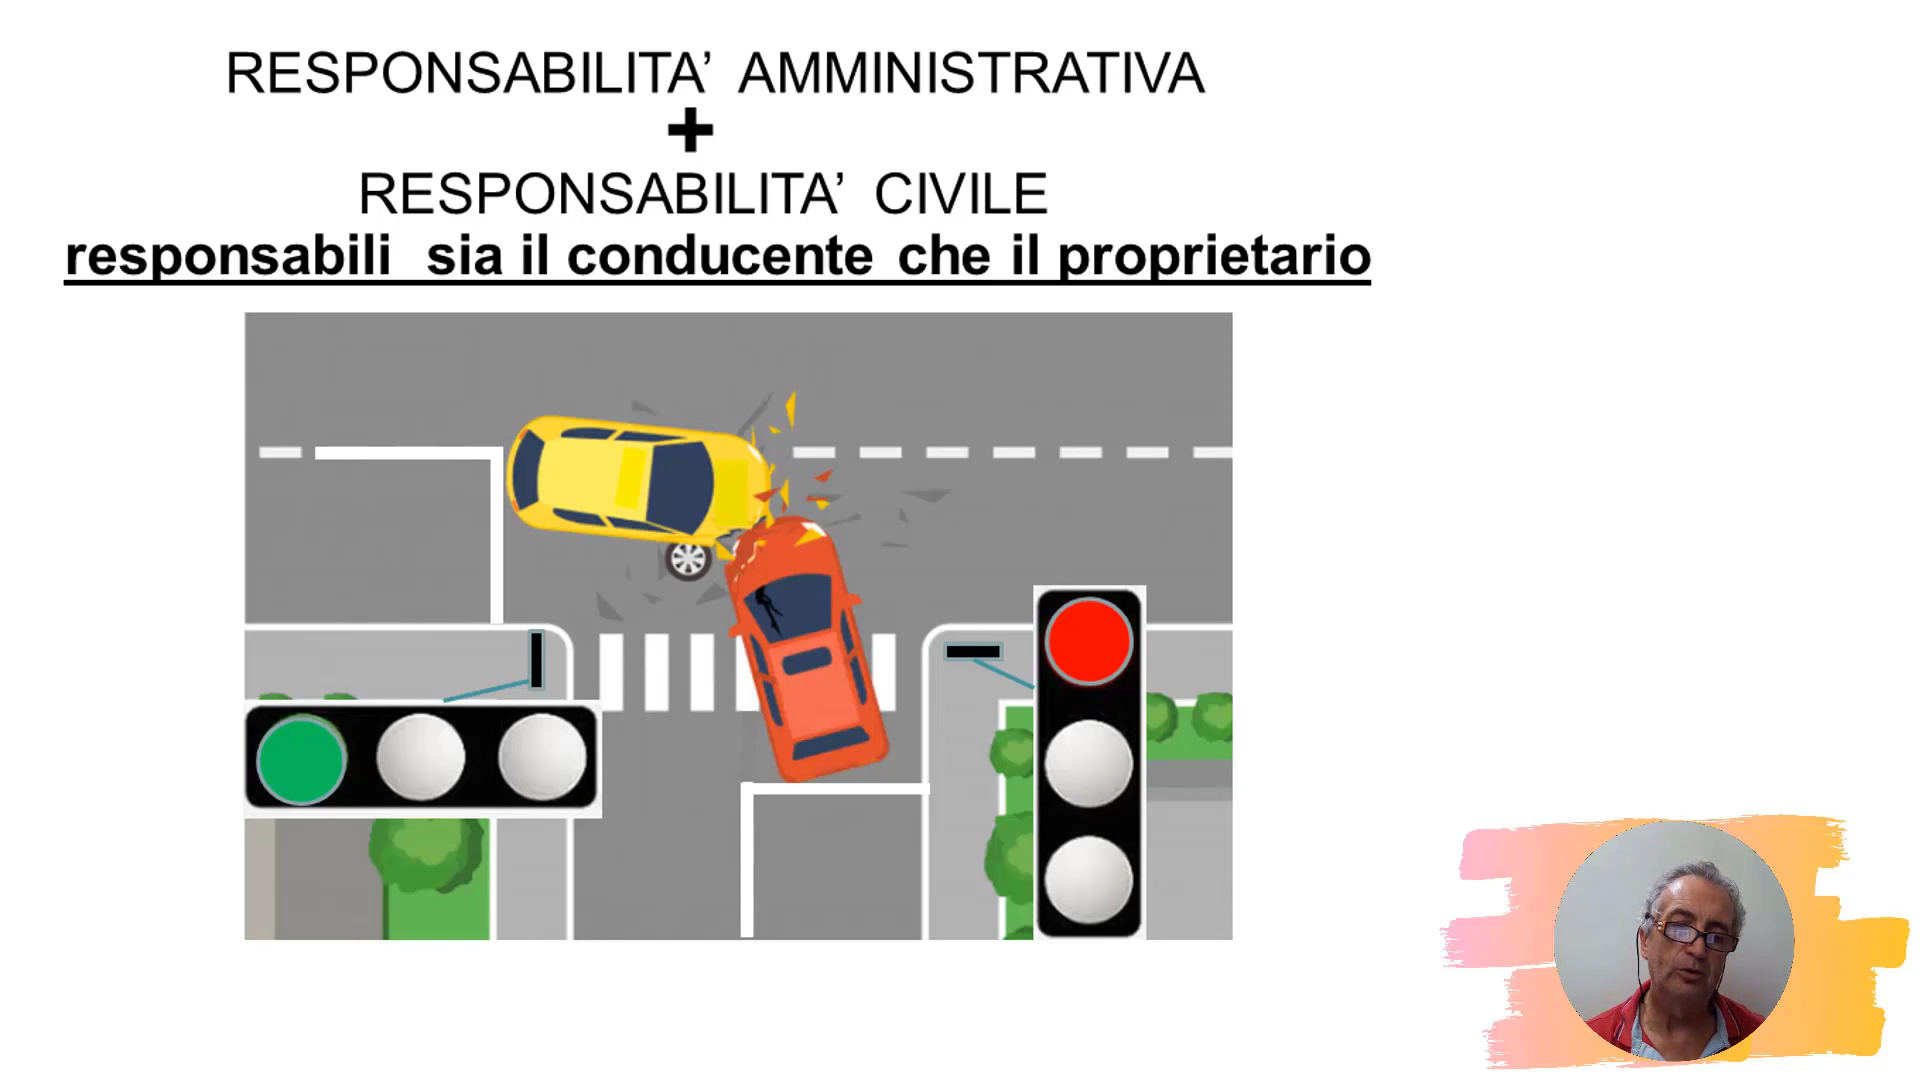 RESPONSABILITA’ AMMINISTRATIVA
+
RESPONSABILITA’ CIVILE
responsabili sia il conducente che il proprietario